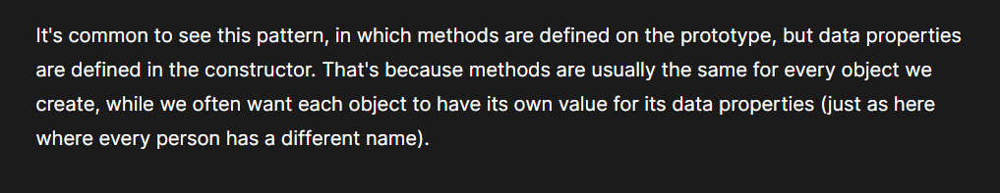 It's common to see this pattern, in which methods are defined on the prototype, but data properties
are defined in the constructor. That's because methods are usually the same for every object we
create, while we often want each object to have its own value for its data properties (just as here
where every person has a different name).